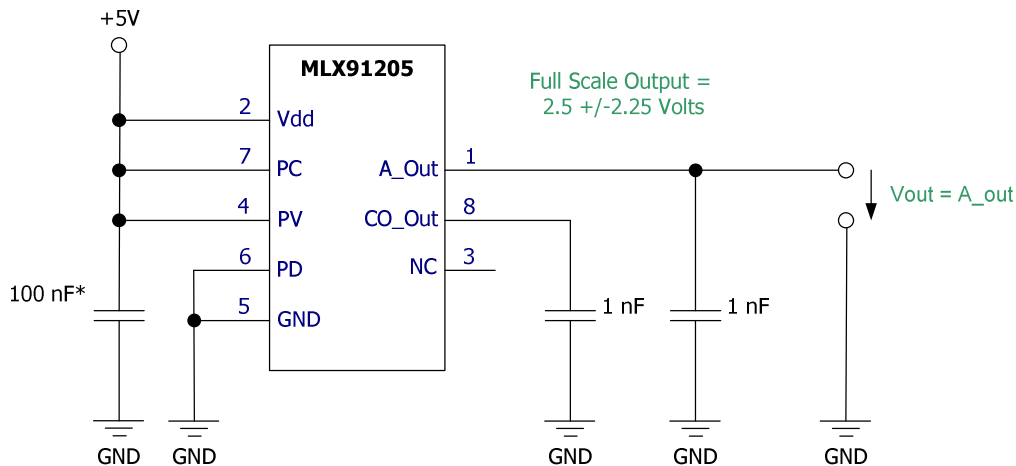 +5V
MLX91205
Full Scale Output =
2.5 +/-2.25 Volts
2
Vdd
7
PC
A_Out
1
Vout = A_out
4
PV
CO_Out
8
6
PD
NC
3
100 nF*
5
GND
1 nF
1 nF
GND
GND
GND
GND
GND